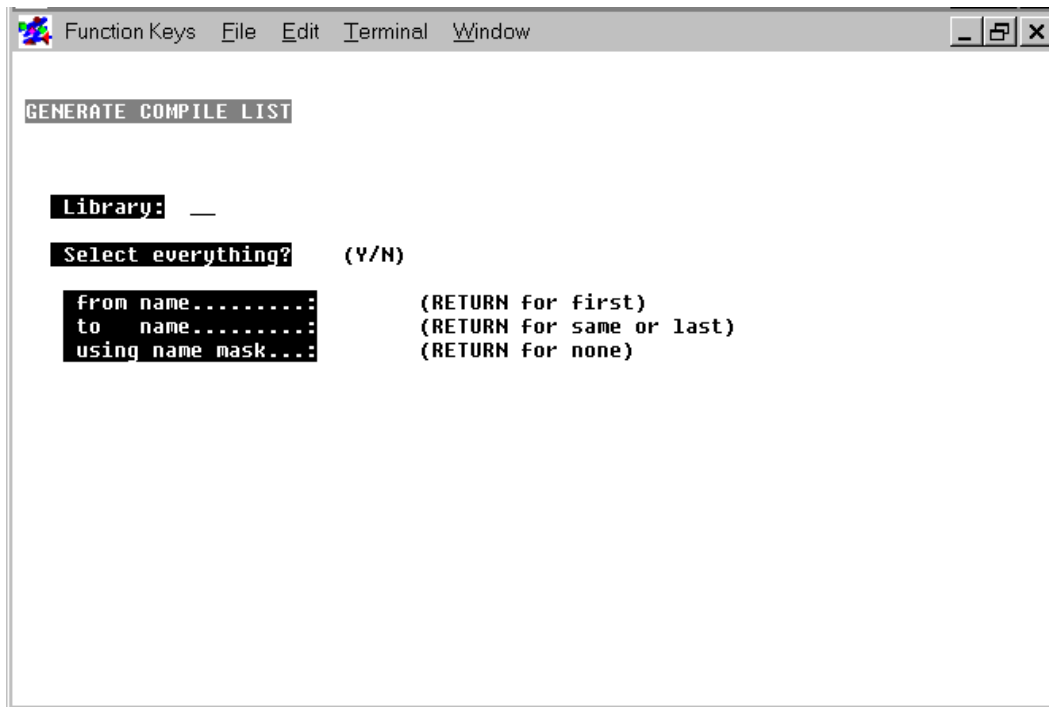 Function Keys File Edit Terminal Window
GENERATE COMPILE LIST
Library: __
Select everything? (Y/N)
from name.........: (RETURN for first)
to name.........: (RETURN for same or last)
using name mask...: (RETURN for none)